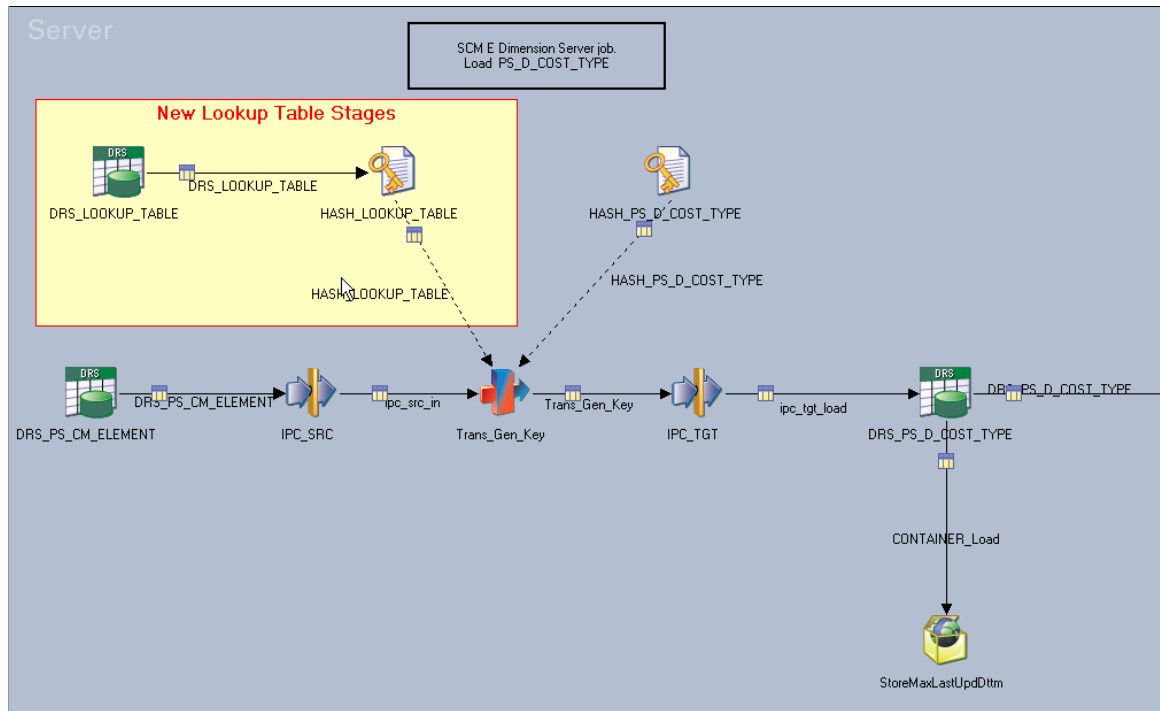 Server
SCM E Dimension Server job.
Load PS_D_COST_TYPE
New Lookup Table Stages
DRS
DRS_LOOKUP_TABLE
DRS_LOOKUP_TABLE
HASH_LOOKUP_TABLE
HASH_PS_D_COST_TYPE
HASH_LOOKUP_TABLE
HASH_PS_D_COST_TYPE
DRS
DRS_PS_CM_ELEMENT
ipc_src_in
Trans_Gen_Key
ipc_tgt_load
DRS
DRS_PS_D_COST_TYPE
DRS_PS_CM_ELEMENT
IPC_SRC
Trans_Gen_Key
IPC_TGT
DRS_PS_D_COST_TYPE
CONTAINER_Load
StoreMaxLastUpdDttm